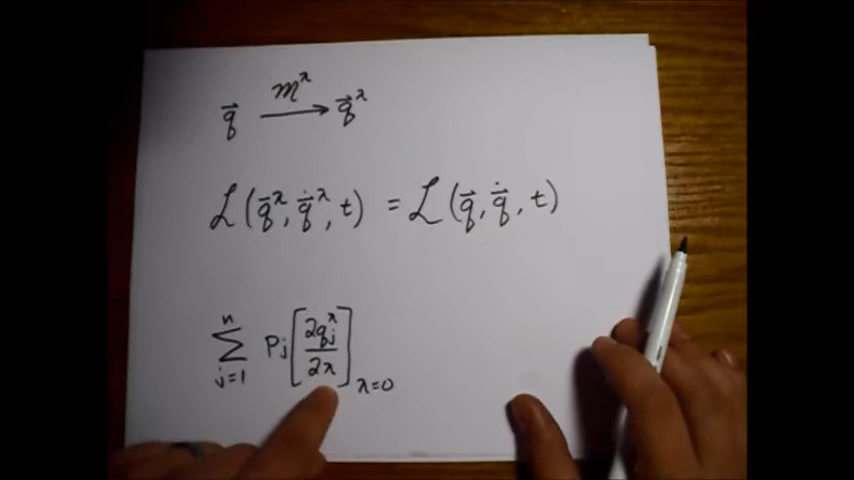 q⃗ —m^λ→ q⃗^λ
ℒ(q⃗^λ, q̇⃗^λ, t) = ℒ(q⃗, q̇⃗, t)
∑_{j=1}^{n} P_j [∂q_j^λ / ∂λ]_{λ=0}